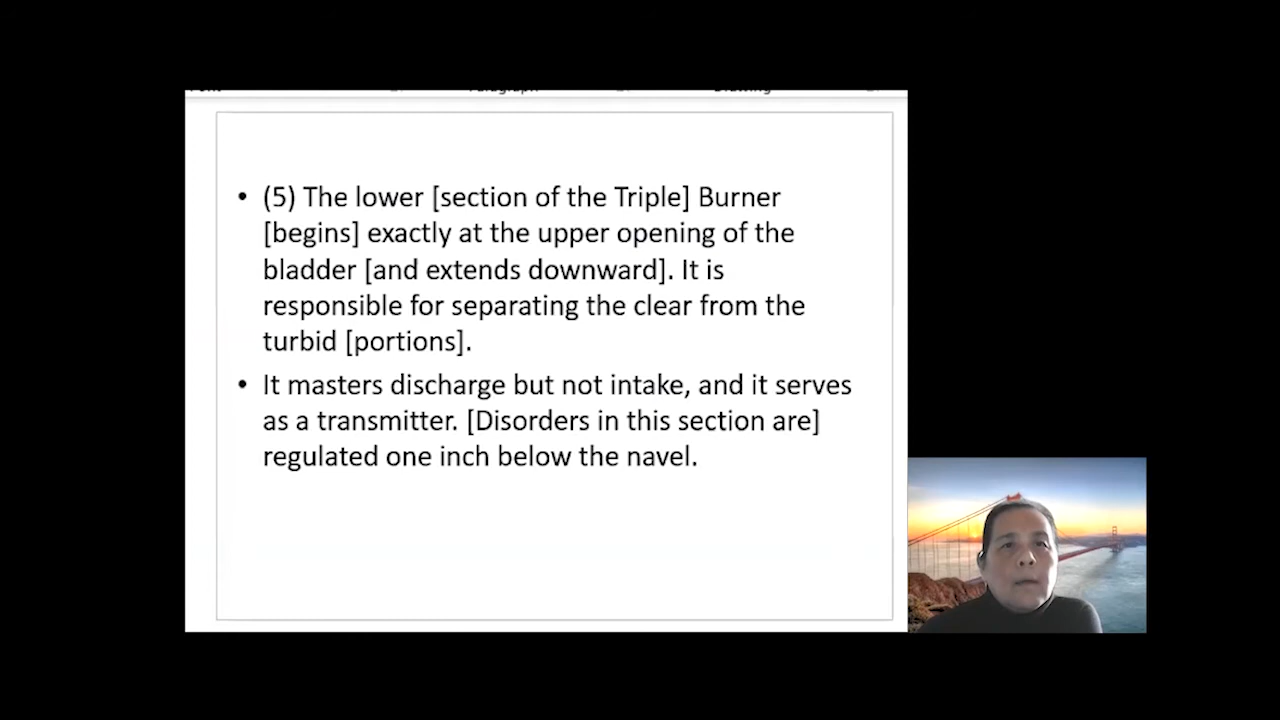 Paragraph
Drawing
• (5) The lower [section of the Triple] Burner
[begins] exactly at the upper opening of the
bladder [and extends downward]. It is
responsible for separating the clear from the
turbid [portions].
• It masters discharge but not intake, and it serves
as a transmitter. [Disorders in this section are]
regulated one inch below the navel.